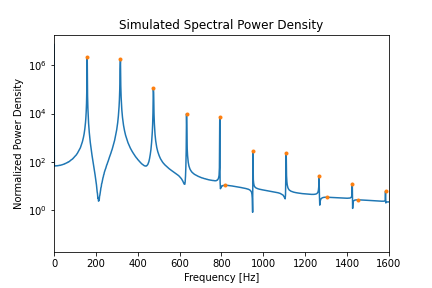 Simulated Spectral Power Density
Normalized Power Density
10^6
10^4
10^2
10^0
0 200 400 600 800 1000 1200 1400 1600
Frequency [Hz]